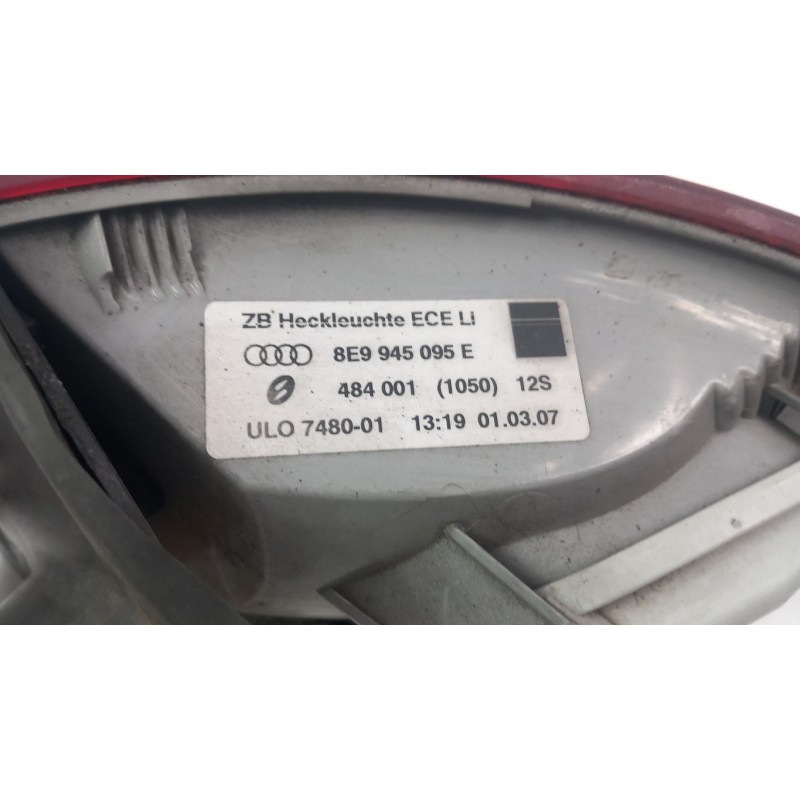 ZB Heckleuchte ECE Li
8E9 945 095 E
484 001 (1050) 12S
ULO 7480-01 13:19 01.03.07